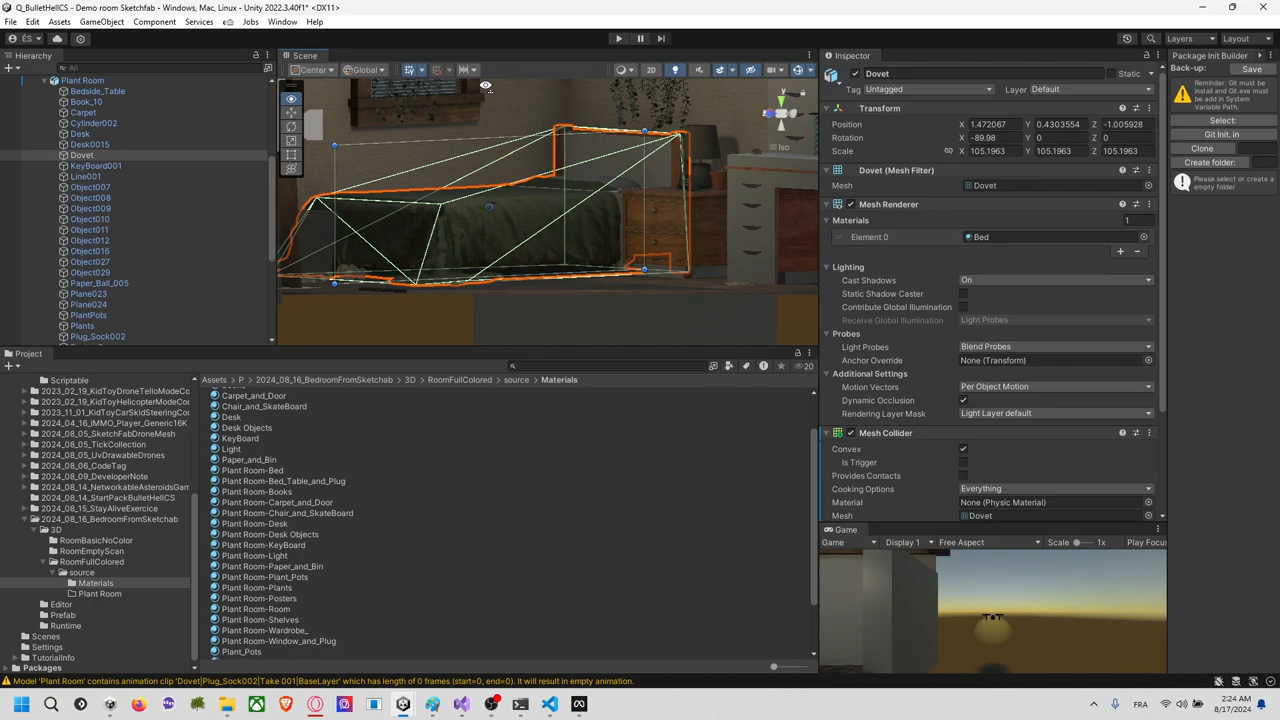 Q_BulletHellCS - Demo room Sketchfab - Windows, Mac, Linux - Unity 2022.3.40f1* <DX11>
File Edit Assets GameObject Component Services Jobs Window Help
ÉS
Layers Layout
Hierarchy
All
Plant Room
Bedside_Table
Book_10
Carpet
Cylinder002
Desk
Desk0015
Dovet
KeyBoard001
Line001
Object007
Object008
Object009
Object010
Object011
Object012
Object016
Object027
Object029
Paper_Ball_005
Plane023
Plane024
PlantPots
Plants
Plug_Sock002
Scene
Center Global
2D
z
y
Iso
Inspector
Dovet
Static
Tag Untagged Layer Default
Transform
Position X 1.472067 Y 0.4303554 Z -1.005928
Rotation X -89.98 Y 0 Z 0
Scale X 105.1963 Y 105.1963 Z 105.1963
Dovet (Mesh Filter)
Mesh Dovet
Mesh Renderer
Materials 1
Element 0 Bed
Lighting
Cast Shadows On
Static Shadow Caster
Contribute Global Illumination
Receive Global Illumination Light Probes
Probes
Light Probes Blend Probes
Anchor Override None (Transform)
Additional Settings
Motion Vectors Per Object Motion
Dynamic Occlusion
Rendering Layer Mask Light Layer default
Mesh Collider
Convex
Is Trigger
Provides Contacts
Cooking Options Everything
Material None (Physic Material)
Mesh Dovet
Package Init Builder
Back-up: Save
Reminder: Git must be
install and Git.exe must
be add in System
Variable Path.
Select:
Git Init. in
Clone
Create folder:
Please select or create a
empty folder
Project
20
Scriptable
2023_02_19_KidToyDroneTelloModeCo
2023_02_19_KidToyHelicopterModeCoc
2023_11_01_KidToyCarSkidSteeringCoc
2024_04_16_IMMO_Player_Generic16K
2024_08_05_SketchFabDroneMesh
2024_08_05_TickCollection
2024_08_05_UvDrawableDrones
2024_08_06_CodeTag
2024_08_09_DeveloperNote
2024_08_14_NetworkableAsteroidsGam
2024_08_14_StartPackBulletHellCS
2024_08_15_StayAliveExercice
2024_08_16_BedroomFromSketchab
3D
RoomBasicNoColor
RoomEmptyScan
RoomFullColored
source
Materials
Plant Room
Editor
Prefab
Runtime
Scenes
Settings
TutorialInfo
Packages
Assets > P > 2024_08_16_BedroomFromSketchab > 3D > RoomFullColored > source > Materials
Carpet_and_Door
Chair_and_SkateBoard
Desk
Desk Objects
KeyBoard
Light
Paper_and_Bin
Plant Room-Bed
Plant Room-Bed_Table_and_Plug
Plant Room-Books
Plant Room-Carpet_and_Door
Plant Room-Chair_and_SkateBoard
Plant Room-Desk
Plant Room-Desk Objects
Plant Room-KeyBoard
Plant Room-Light
Plant Room-Paper_and_Bin
Plant Room-Plant_Pots
Plant Room-Plants
Plant Room-Posters
Plant Room-Room
Plant Room-Shelves
Plant Room-Wardrobe_
Plant Room-Window_and_Plug
Plant_Pots
Game
Game Display 1 Free Aspect Scale 1x Play Focus
Model 'Plant Room' contains animation clip 'Dovet|Plug_Sock002|Take 001|BaseLayer' which has length of 0 frames (start=0, end=0). It will result in empty animation.
FRA
2:24 AM
8/17/2024